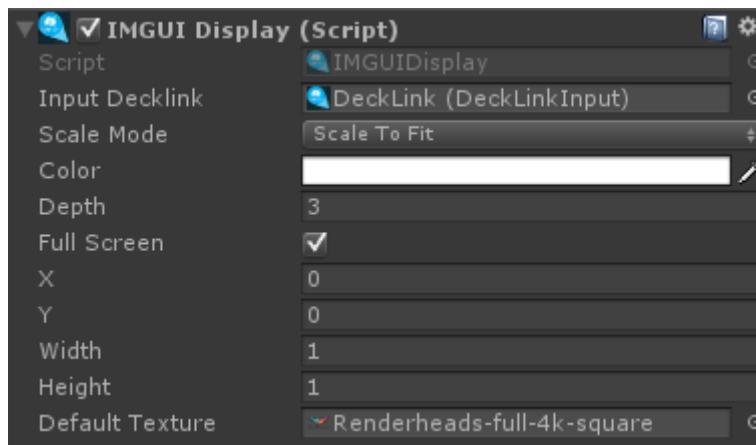 IMGUI Display (Script)
Script IMGUIDisplay
Input Decklink DeckLink (DeckLinkInput)
Scale Mode Scale To Fit
Color
Depth 3
Full Screen
X 0
Y 0
Width 1
Height 1
Default Texture Renderheads-full-4k-square